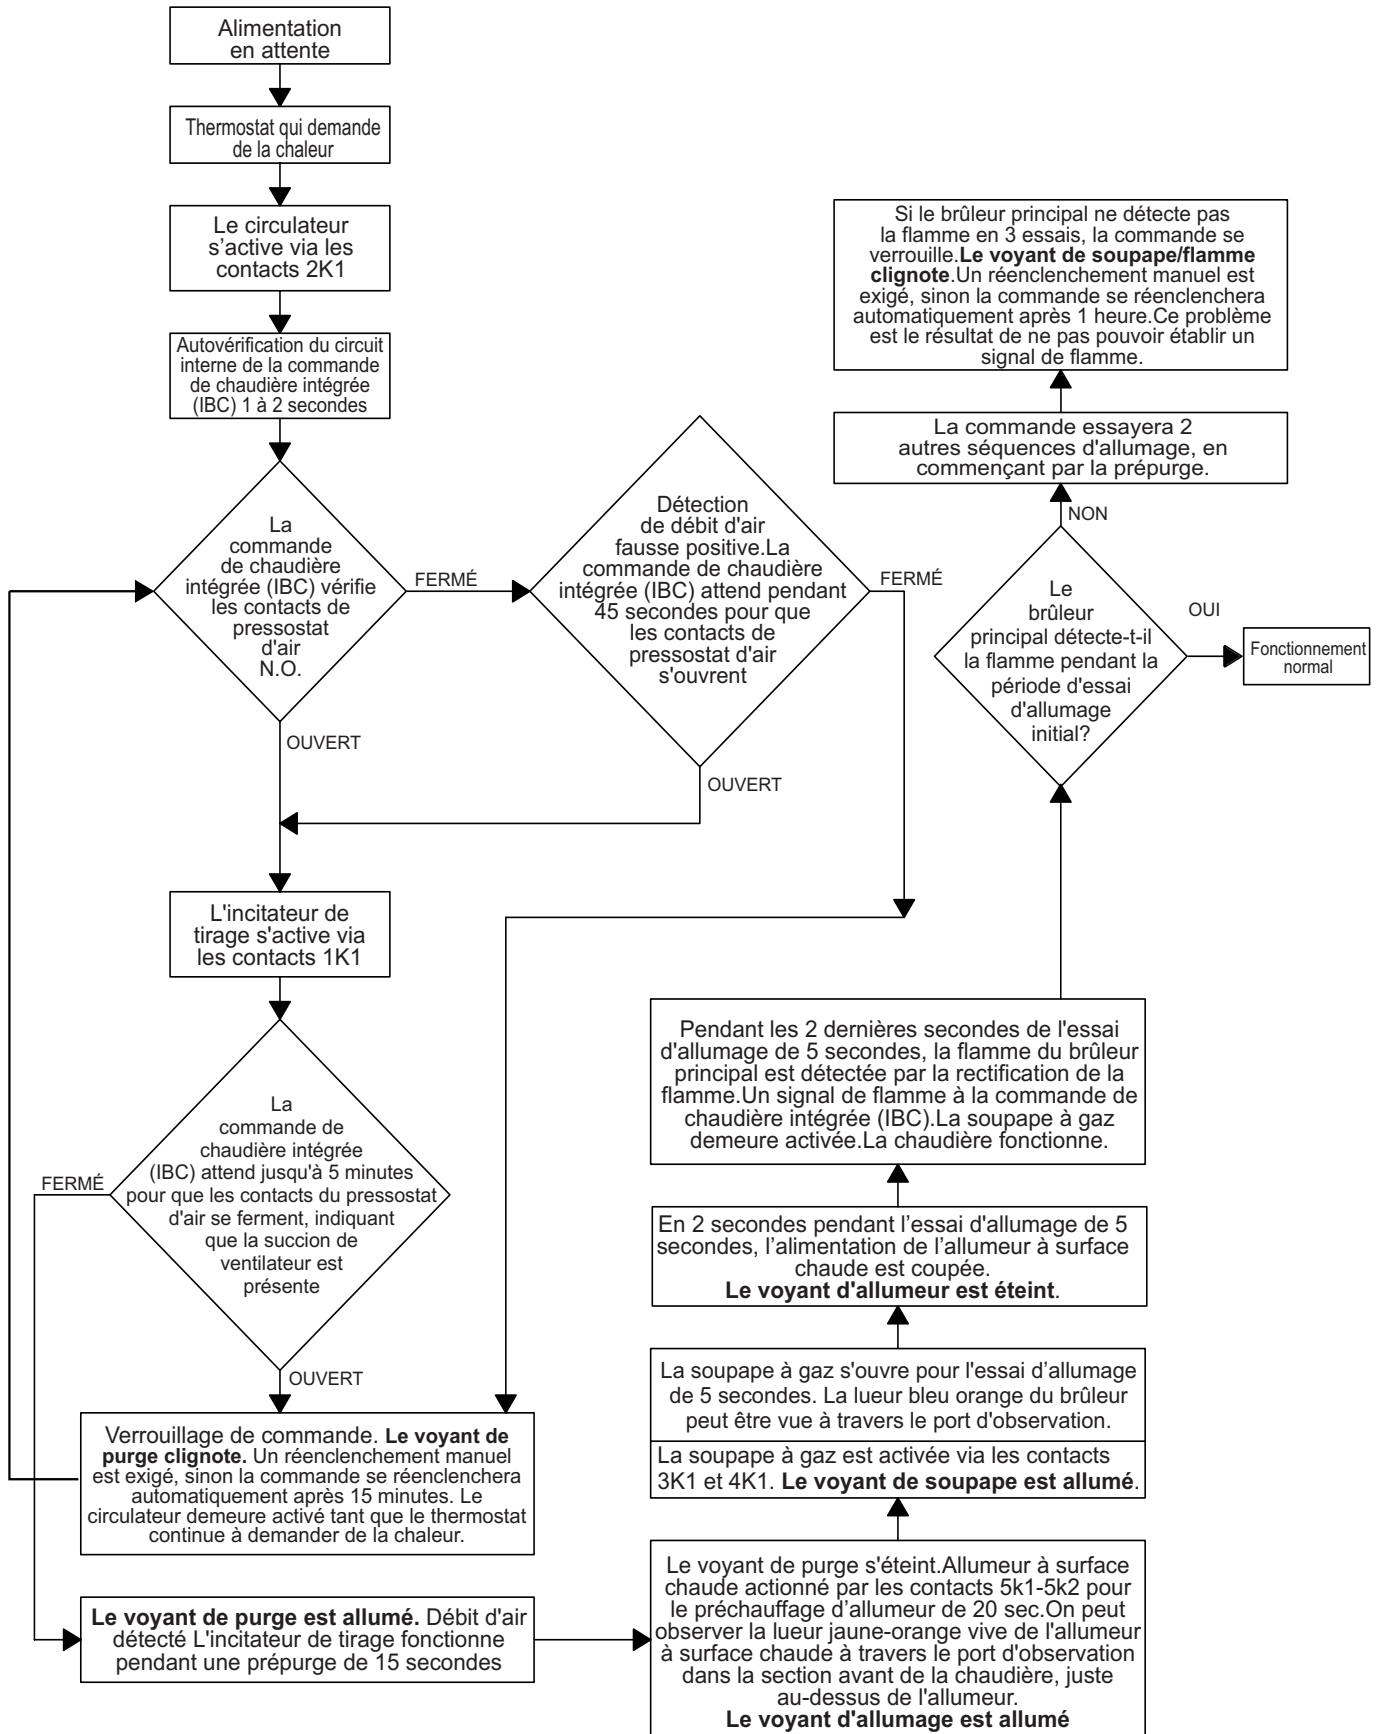 Alimentation
en attente
Thermostat qui demande
de la chaleur
Le circulateur
s’active via les
contacts 2K1
Autovérification du circuit
interne de la commande
de chaudière intégrée
(IBC) 1 à 2 secondes
La
commande
de chaudière
intégrée (IBC) vérifie
les contacts de
pressostat
d'air
N.O.
FERMÉ
OUVERT
Détection
de débit d'air
fausse positive.La
commande de chaudière
intégrée (IBC) attend pendant
45 secondes pour que
les contacts de
pressostat d'air
s'ouvrent
FERMÉ
OUVERT
L'incitateur de
tirage s'active via
les contacts 1K1
La
commande de
chaudière intégrée
(IBC) attend jusqu'à 5 minutes
pour que les contacts du pressostat
d'air se ferment, indiquant
que la succion de
ventilateur est
présente
FERMÉ
OUVERT
Verrouillage de commande. Le voyant de
purge clignote. Un réenclenchement manuel
est exigé, sinon la commande se réenclenchera
automatiquement après 15 minutes. Le
circulateur demeure activé tant que le thermostat
continue à demander de la chaleur.
Le voyant de purge est allumé. Débit d'air
détecté L'incitateur de tirage fonctionne
pendant une prépurge de 15 secondes
Le voyant de purge s'éteint.Allumeur à surface
chaude actionné par les contacts 5k1-5k2 pour
le préchauffage d’allumeur de 20 sec.On peut
observer la lueur jaune-orange vive de l'allumeur
à surface chaude à travers le port d'observation
dans la section avant de la chaudière, juste
au-dessus de l'allumeur.
Le voyant d'allumage est allumé
La soupape à gaz est activée via les contacts
3K1 et 4K1. Le voyant de soupape est allumé.
La soupape à gaz s'ouvre pour l'essai d’allumage
de 5 secondes. La lueur bleu orange du brûleur
peut être vue à travers le port d'observation.
En 2 secondes pendant l’essai d'allumage de 5
secondes, l’alimentation de l’allumeur à surface
chaude est coupée.
Le voyant d'allumeur est éteint.
Pendant les 2 dernières secondes de l'essai
d'allumage de 5 secondes, la flamme du brûleur
principal est détectée par la rectification de la
flamme.Un signal de flamme à la commande de
chaudière intégrée (IBC).La soupape à gaz
demeure activée.La chaudière fonctionne.
Le
brûleur
principal détecte-t-il
la flamme pendant la
période d'essai
d'allumage
initial?
OUI
Fonctionnement
normal
NON
La commande essayera 2
autres séquences d'allumage, en
commençant par la prépurge.
Si le brûleur principal ne détecte pas
la flamme en 3 essais, la commande se
verrouille.Le voyant de soupape/flamme
clignote.Un réenclenchement manuel est
exigé, sinon la commande se réenclenchera
automatiquement après 1 heure.Ce problème
est le résultat de ne pas pouvoir établir un
signal de flamme.